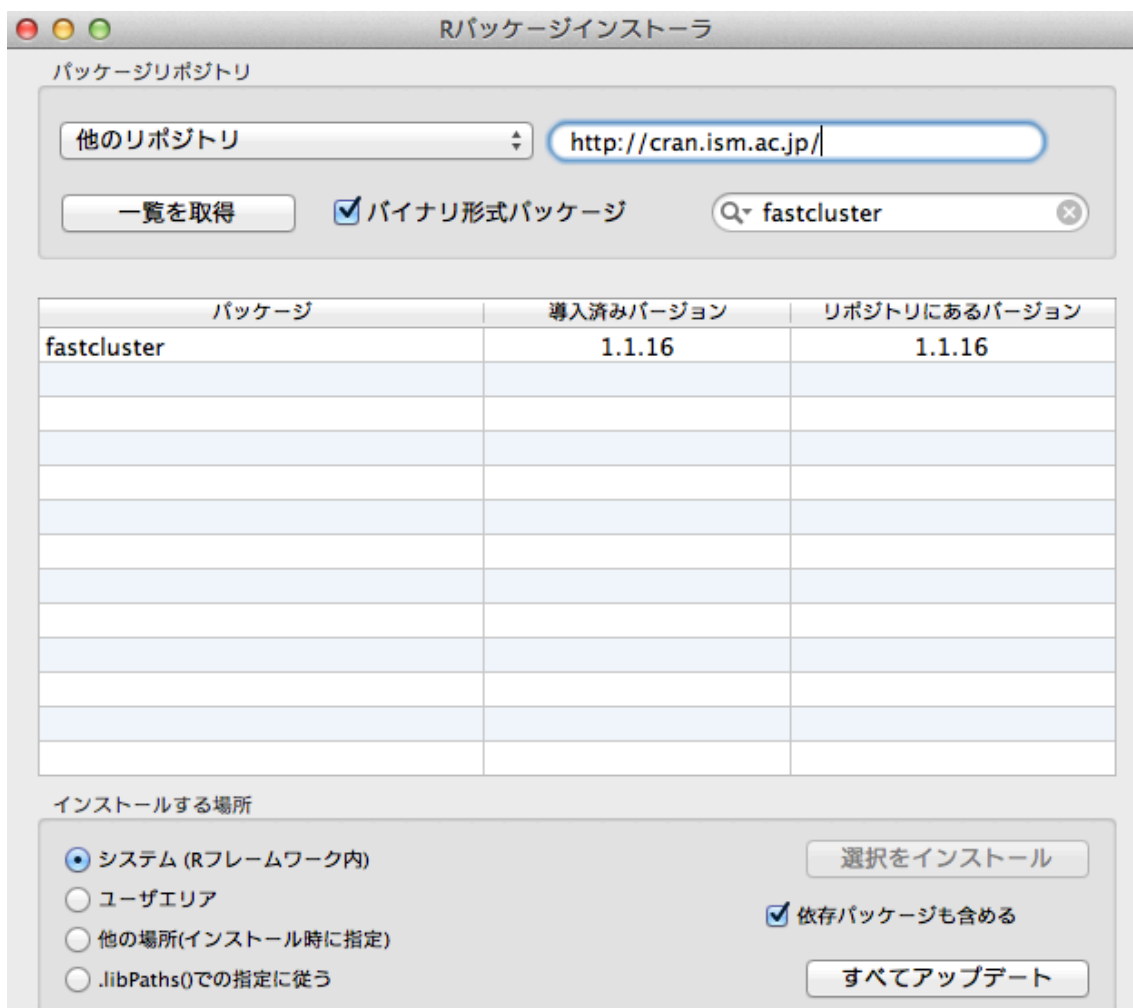 Rパッケージインストーラ
パッケージリポジトリ
他のリポジトリ http://cran.ism.ac.jp/
一覧を取得 バイナリ形式パッケージ fastcluster
パッケージ 導入済みバージョン リポジトリにあるバージョン
fastcluster 1.1.16 1.1.16
インストールする場所
システム (Rフレームワーク内) 選択をインストール
ユーザエリア
依存パッケージも含める
他の場所(インストール時に指定)
.libPaths()での指定に従う すべてアップデート